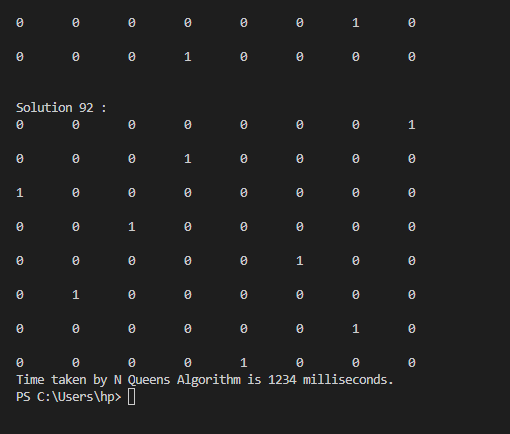 0 0 0 0 0 0 1 0
0 0 0 1 0 0 0 0
Solution 92 :
0 0 0 0 0 0 0 1
0 0 0 1 0 0 0 0
1 0 0 0 0 0 0 0
0 0 1 0 0 0 0 0
0 0 0 0 0 1 0 0
0 1 0 0 0 0 0 0
0 0 0 0 0 0 1 0
0 0 0 0 1 0 0 0
Time taken by N Queens Algorithm is 1234 milliseconds.
PS C:\Users\hp>